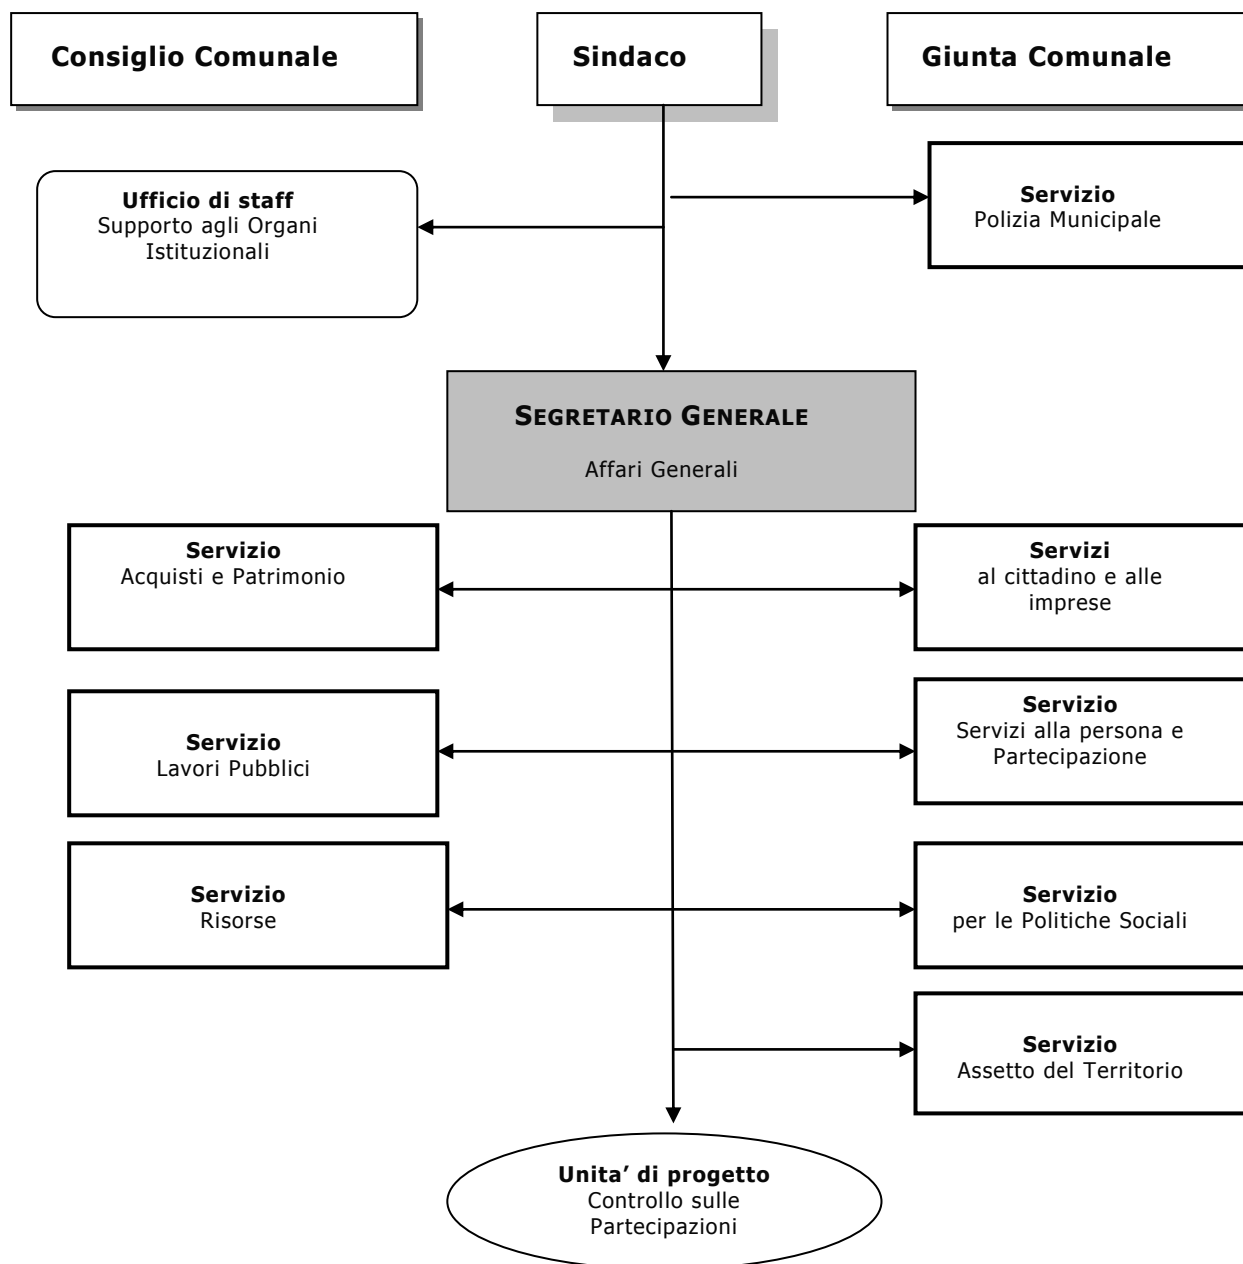 Consiglio Comunale
Sindaco
Giunta Comunale
Ufficio di staff
Supporto agli Organi
Istituzionali
Servizio
Polizia Municipale
SEGRETARIO GENERALE
Affari Generali
Servizio
Acquisti e Patrimonio
Servizi
al cittadino e alle
imprese
Servizio
Lavori Pubblici
Servizio
Servizi alla persona e
Partecipazione
Servizio
Risorse
Servizio
per le Politiche Sociali
Servizio
Assetto del Territorio
Unita’ di progetto
Controllo sulle
Partecipazioni